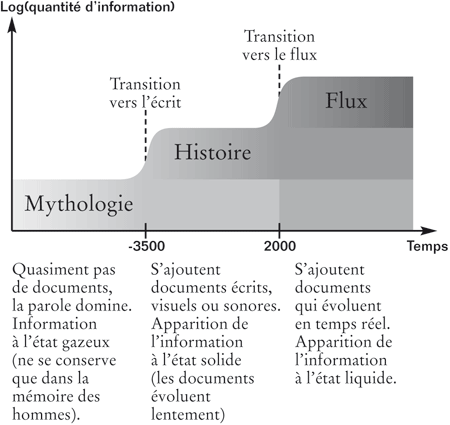 Log(quantité d'information)
Transition
vers le flux
Transition
vers l'écrit
Flux
Histoire
Mythologie
-3500
2000
Temps
Quasiment pas
de documents,
la parole domine.
Information
à l'état gazeux
(ne se conserve
que dans la
mémoire des
hommes).
S'ajoutent
documents écrits,
visuels ou sonores.
Apparition de
l'information
à l'état solide
(les documents
évoluent
lentement)
S'ajoutent
documents
qui évoluent
en temps réel.
Apparition de
l'information
à l'état liquide.